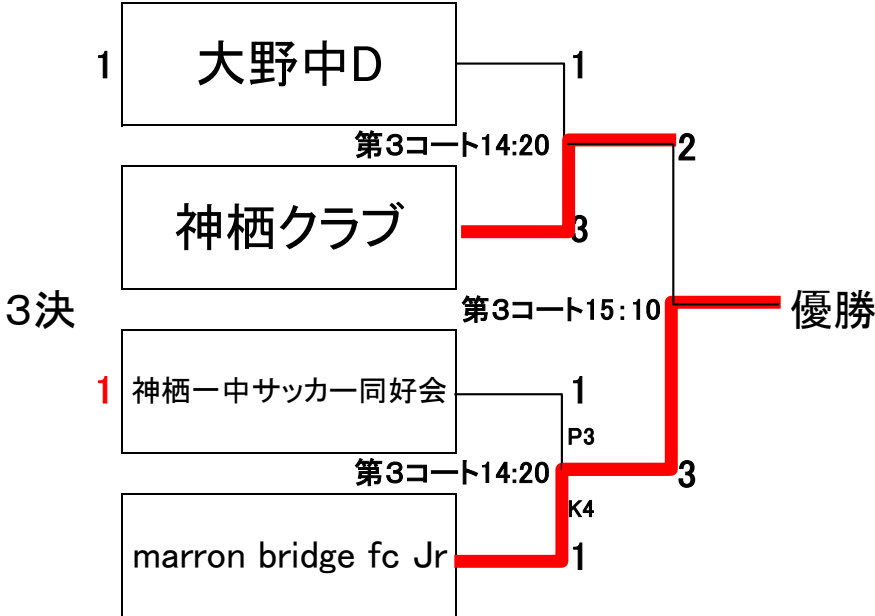 1
大野中D
1
第3コート14:20
2
神栖クラブ
3
3決
第3コート15:10
優勝
1
神栖一中サッカー同好会
1
P3
第3コート14:20
3
K4
marron bridge fc Jr
1